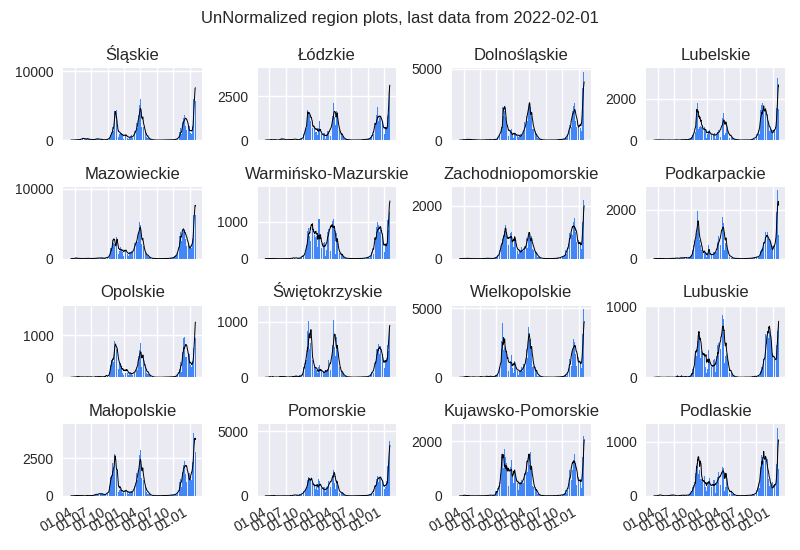 UnNormalized region plots, last data from 2022-02-01
Śląskie
Łódzkie
Dolnośląskie
Lubelskie
10000
0
2500
0
5000
2500
0
2000
0
Mazowieckie
Warmińsko-Mazurskie
Zachodniopomorskie
Podkarpackie
10000
5000
0
1000
0
2000
0
2000
0
Opolskie
Świętokrzyskie
Wielkopolskie
Lubuskie
1000
0
1000
0
5000
0
1000
0
Małopolskie
Pomorskie
Kujawsko-Pomorskie
Podlaskie
2500
0
5000
0
2000
0
1000
0
01.04 01.07 01.10 01.01 01.04 01.07 01.10 01.01
01.04 01.07 01.10 01.01 01.04 01.07 01.10 01.01
01.04 01.07 01.10 01.01 01.04 01.07 01.10 01.01
01.04 01.07 01.10 01.01 01.04 01.07 01.10 01.01